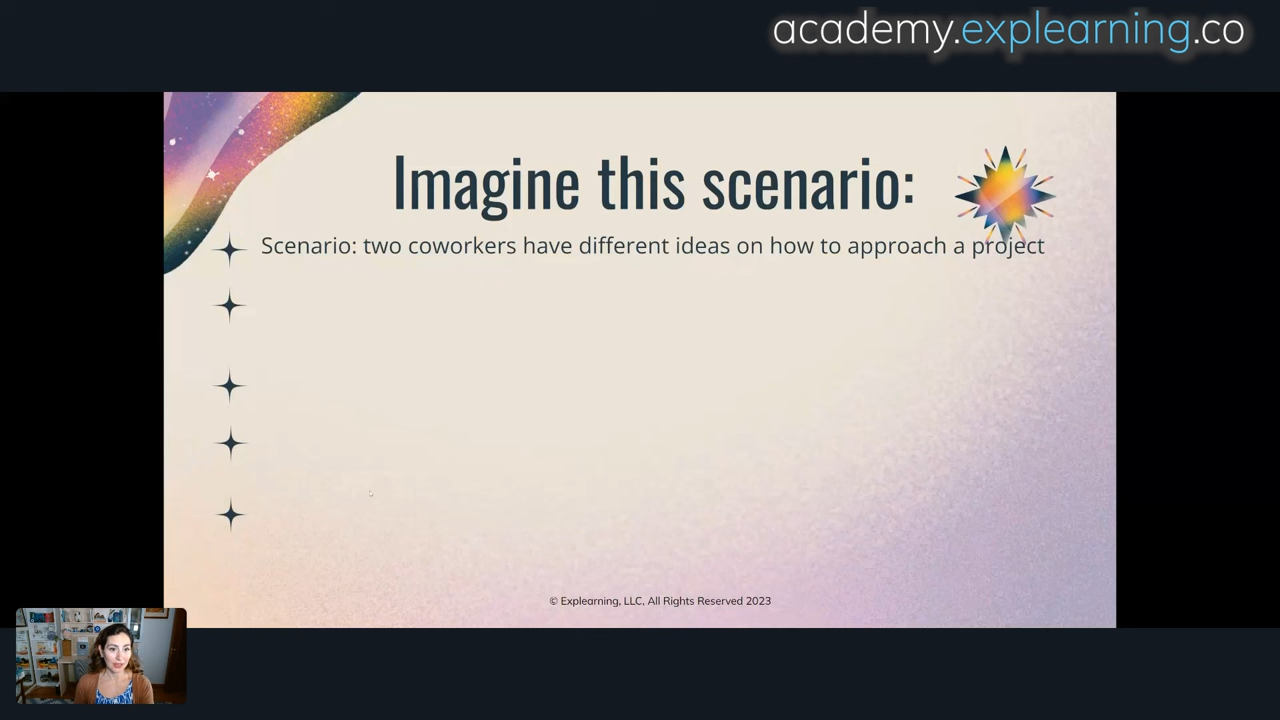 academy.explearning.co
Imagine this scenario:
Scenario: two coworkers have different ideas on how to approach a project
© Explearning, LLC, All Rights Reserved 2023